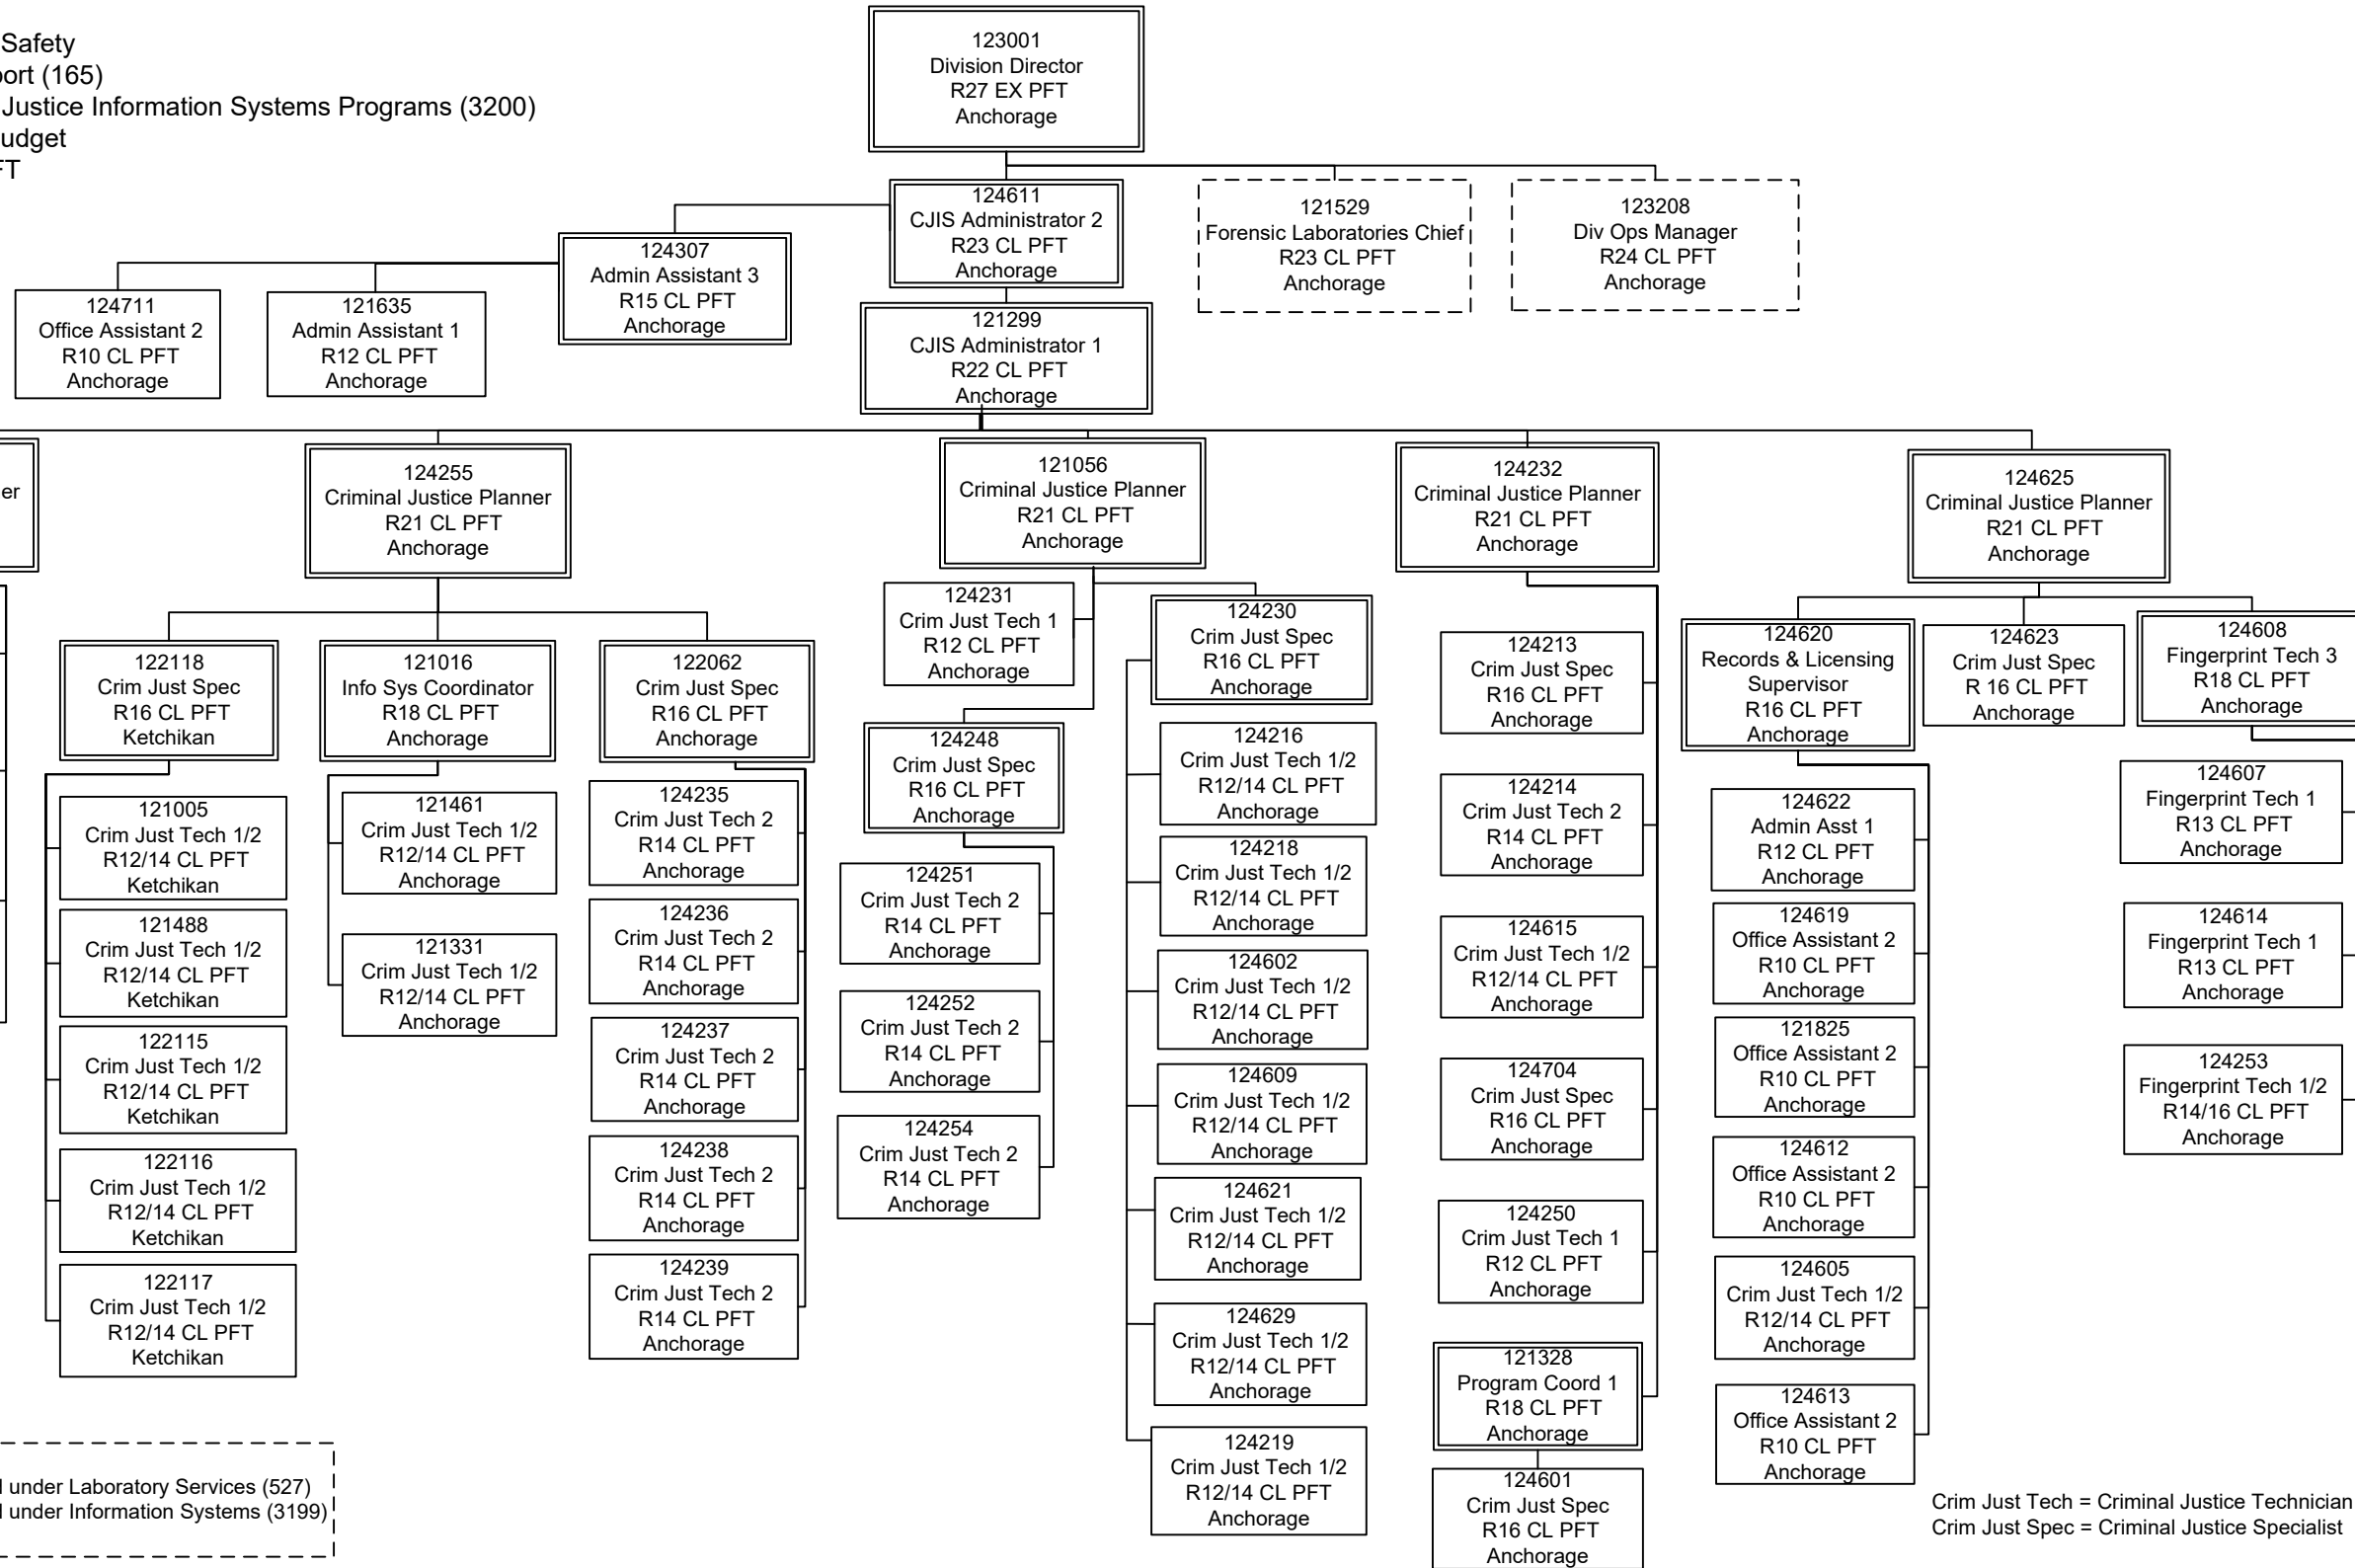 Safety
ort (165)
Justice Information Systems Programs (3200)
udget
FT
123001
Division Director
R27 EX PFT
Anchorage
124611
CJIS Administrator 2
R23 CL PFT
Anchorage
121529
Forensic Laboratories Chief
R23 CL PFT
Anchorage
123208
Div Ops Manager
R24 CL PFT
Anchorage
124307
Admin Assistant 3
R15 CL PFT
Anchorage
124711
Office Assistant 2
R10 CL PFT
Anchorage
121635
Admin Assistant 1
R12 CL PFT
Anchorage
121299
CJIS Administrator 1
R22 CL PFT
Anchorage
er
124255
Criminal Justice Planner
R21 CL PFT
Anchorage
121056
Criminal Justice Planner
R21 CL PFT
Anchorage
124232
Criminal Justice Planner
R21 CL PFT
Anchorage
124625
Criminal Justice Planner
R21 CL PFT
Anchorage
122118
Crim Just Spec
R16 CL PFT
Ketchikan
121005
Crim Just Tech 1/2
R12/14 CL PFT
Ketchikan
121488
Crim Just Tech 1/2
R12/14 CL PFT
Ketchikan
122115
Crim Just Tech 1/2
R12/14 CL PFT
Ketchikan
122116
Crim Just Tech 1/2
R12/14 CL PFT
Ketchikan
122117
Crim Just Tech 1/2
R12/14 CL PFT
Ketchikan
121016
Info Sys Coordinator
R18 CL PFT
Anchorage
121461
Crim Just Tech 1/2
R12/14 CL PFT
Anchorage
121331
Crim Just Tech 1/2
R12/14 CL PFT
Anchorage
122062
Crim Just Spec
R16 CL PFT
Anchorage
124235
Crim Just Tech 2
R14 CL PFT
Anchorage
124236
Crim Just Tech 2
R14 CL PFT
Anchorage
124237
Crim Just Tech 2
R14 CL PFT
Anchorage
124238
Crim Just Tech 2
R14 CL PFT
Anchorage
124239
Crim Just Tech 2
R14 CL PFT
Anchorage
124231
Crim Just Tech 1
R12 CL PFT
Anchorage
124248
Crim Just Spec
R16 CL PFT
Anchorage
124251
Crim Just Tech 2
R14 CL PFT
Anchorage
124252
Crim Just Tech 2
R14 CL PFT
Anchorage
124254
Crim Just Tech 2
R14 CL PFT
Anchorage
124230
Crim Just Spec
R16 CL PFT
Anchorage
124216
Crim Just Tech 1/2
R12/14 CL PFT
Anchorage
124218
Crim Just Tech 1/2
R12/14 CL PFT
Anchorage
124602
Crim Just Tech 1/2
R12/14 CL PFT
Anchorage
124609
Crim Just Tech 1/2
R12/14 CL PFT
Anchorage
124621
Crim Just Tech 1/2
R12/14 CL PFT
Anchorage
124629
Crim Just Tech 1/2
R12/14 CL PFT
Anchorage
124219
Crim Just Tech 1/2
R12/14 CL PFT
Anchorage
124213
Crim Just Spec
R16 CL PFT
Anchorage
124214
Crim Just Tech 2
R14 CL PFT
Anchorage
124615
Crim Just Tech 1/2
R12/14 CL PFT
Anchorage
124704
Crim Just Spec
R16 CL PFT
Anchorage
124250
Crim Just Tech 1
R12 CL PFT
Anchorage
121328
Program Coord 1
R18 CL PFT
Anchorage
124601
Crim Just Spec
R16 CL PFT
Anchorage
124620
Records & Licensing
Supervisor
R16 CL PFT
Anchorage
124622
Admin Asst 1
R12 CL PFT
Anchorage
124619
Office Assistant 2
R10 CL PFT
Anchorage
121825
Office Assistant 2
R10 CL PFT
Anchorage
124612
Office Assistant 2
R10 CL PFT
Anchorage
124605
Crim Just Tech 1/2
R12/14 CL PFT
Anchorage
124613
Office Assistant 2
R10 CL PFT
Anchorage
124623
Crim Just Spec
R 16 CL PFT
Anchorage
124608
Fingerprint Tech 3
R18 CL PFT
Anchorage
124607
Fingerprint Tech 1
R13 CL PFT
Anchorage
124614
Fingerprint Tech 1
R13 CL PFT
Anchorage
124253
Fingerprint Tech 1/2
R14/16 CL PFT
Anchorage
under Laboratory Services (527)
under Information Systems (3199)
Crim Just Tech = Criminal Justice Technician
Crim Just Spec = Criminal Justice Specialist